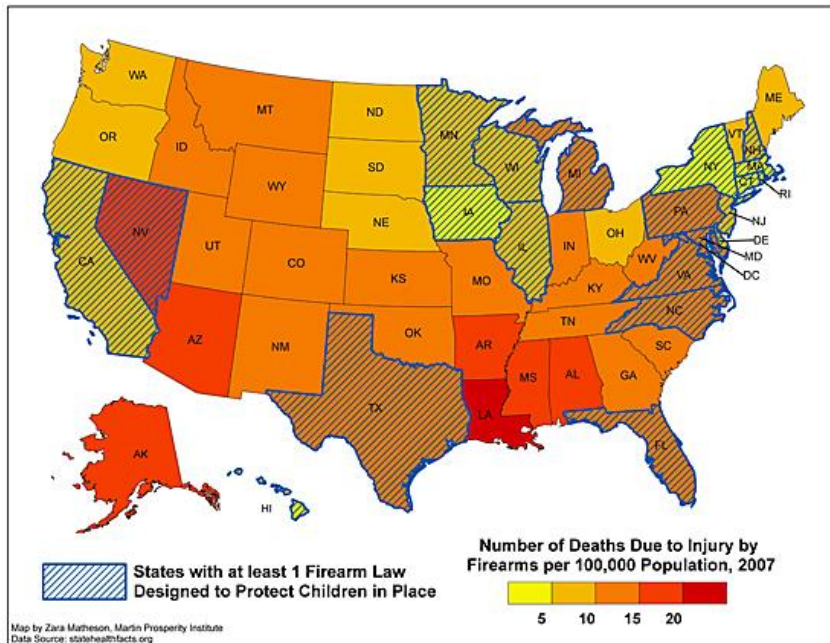 WA
OR
CA
NV
ID
MT
WY
UT
AZ
CO
NM
ND
SD
NE
KS
OK
TX
MN
IA
MO
AR
LA
WI
IL
MI
IN
OH
KY
TN
MS
AL
GA
FL
SC
NC
VA
WV
PA
NY
VT
NH
ME
MA
CT
RI
NJ
DE
MD
DC
AK
HI
States with at least 1 Firearm Law
Designed to Protect Children in Place
Number of Deaths Due to Injury by
Firearms per 100,000 Population, 2007
5 10 15 20
Map by Zara Matheson, Martin Prosperity Institute
Data Source: statehealthfacts.org